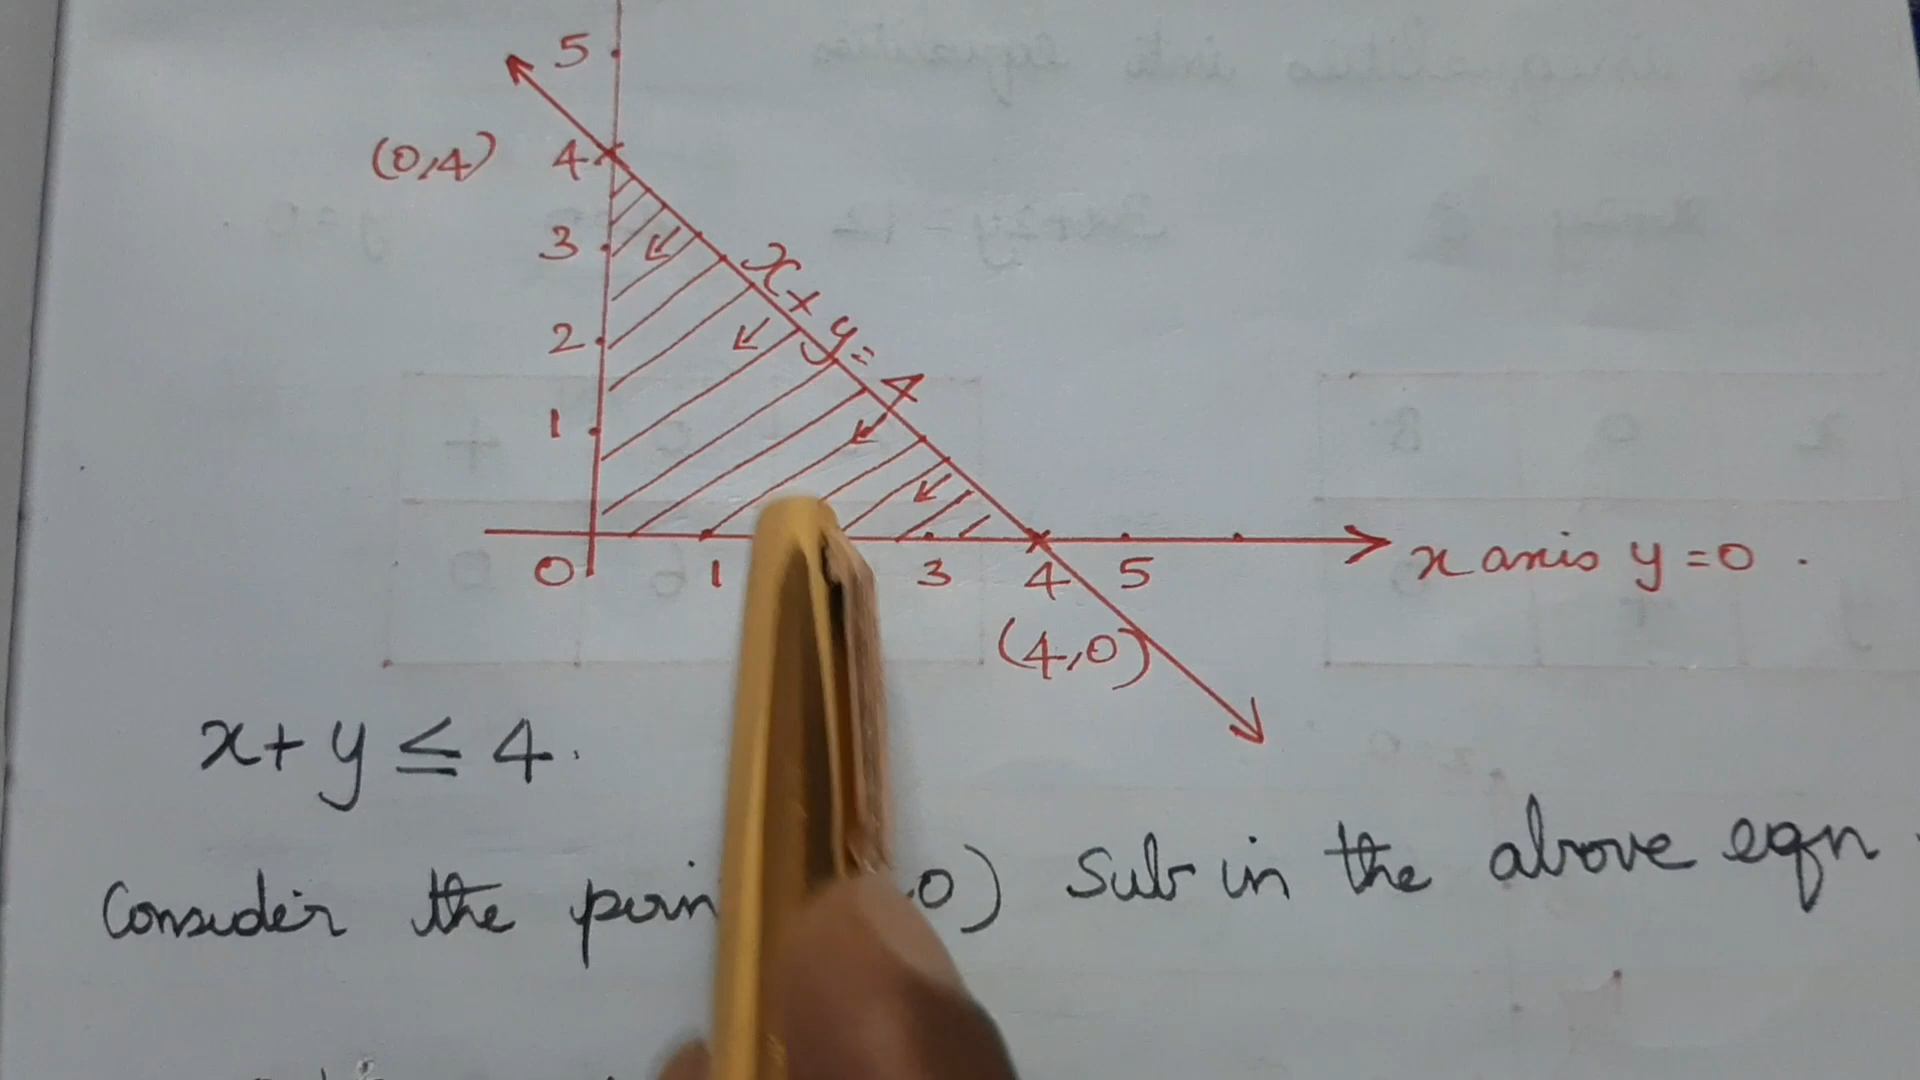 5
(0,4) 4
3
x+y=4
2
1
0 1 3 4 5 x axis y=0.
(4,0)
x+y ≤ 4.
Consider the 0) Sub in the above eqn